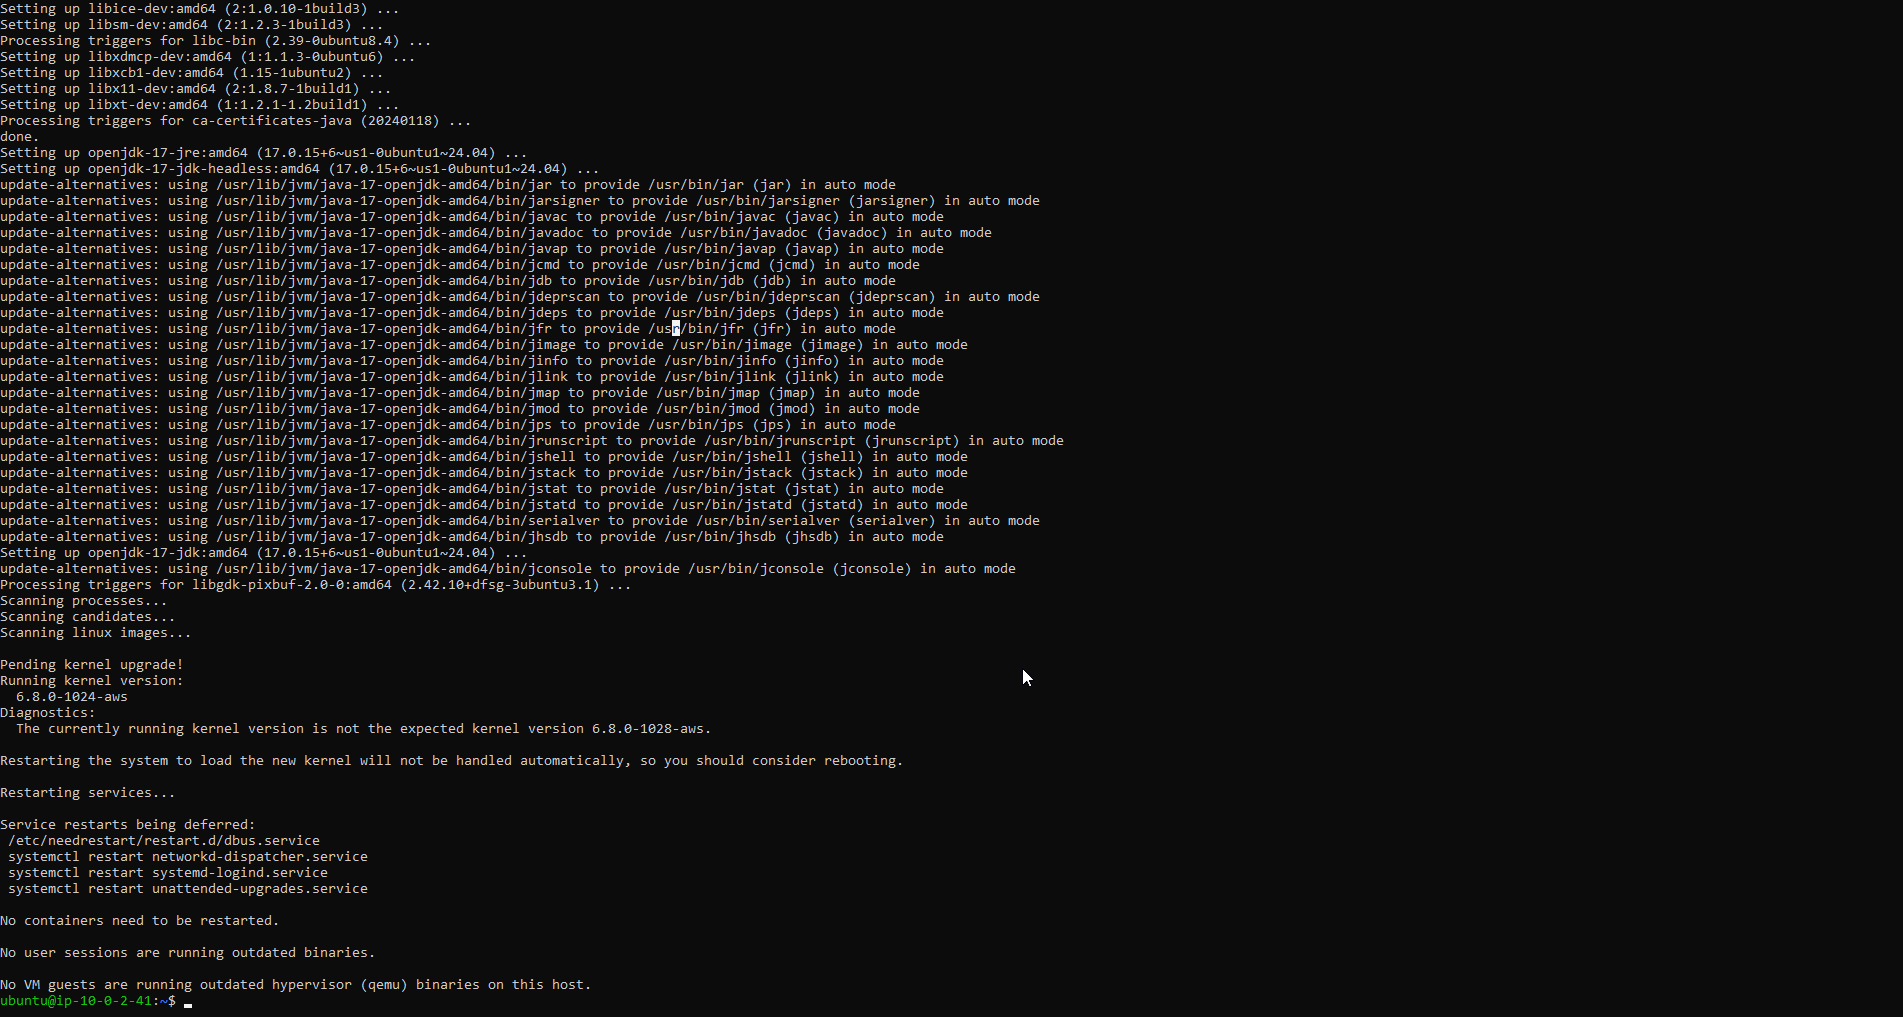 Setting up libice-dev:amd64 (2:1.0.10-1build3) ...
Setting up libsm-dev:amd64 (2:1.2.3-1build3) ...
Processing triggers for libc-bin (2.39-0ubuntu8.4) ...
Setting up libxdmcp-dev:amd64 (1:1.1.3-0ubuntu6) ...
Setting up libxcb1-dev:amd64 (1.15-1ubuntu2) ...
Setting up libx11-dev:amd64 (2:1.8.7-1build1) ...
Setting up libxt-dev:amd64 (1:1.2.1-1.2build1) ...
Processing triggers for ca-certificates-java (20240118) ...
done.
Setting up openjdk-17-jre:amd64 (17.0.15+6~us1-0ubuntu1~24.04) ...
Setting up openjdk-17-jdk-headless:amd64 (17.0.15+6~us1-0ubuntu1~24.04) ...
update-alternatives: using /usr/lib/jvm/java-17-openjdk-amd64/bin/jar to provide /usr/bin/jar (jar) in auto mode
update-alternatives: using /usr/lib/jvm/java-17-openjdk-amd64/bin/jarsigner to provide /usr/bin/jarsigner (jarsigner) in auto mode
update-alternatives: using /usr/lib/jvm/java-17-openjdk-amd64/bin/javac to provide /usr/bin/javac (javac) in auto mode
update-alternatives: using /usr/lib/jvm/java-17-openjdk-amd64/bin/javadoc to provide /usr/bin/javadoc (javadoc) in auto mode
update-alternatives: using /usr/lib/jvm/java-17-openjdk-amd64/bin/javap to provide /usr/bin/javap (javap) in auto mode
update-alternatives: using /usr/lib/jvm/java-17-openjdk-amd64/bin/jcmd to provide /usr/bin/jcmd (jcmd) in auto mode
update-alternatives: using /usr/lib/jvm/java-17-openjdk-amd64/bin/jdb to provide /usr/bin/jdb (jdb) in auto mode
update-alternatives: using /usr/lib/jvm/java-17-openjdk-amd64/bin/jdeprscan to provide /usr/bin/jdeprscan (jdeprscan) in auto mode
update-alternatives: using /usr/lib/jvm/java-17-openjdk-amd64/bin/jdeps to provide /usr/bin/jdeps (jdeps) in auto mode
update-alternatives: using /usr/lib/jvm/java-17-openjdk-amd64/bin/jfr to provide /usr/bin/jfr (jfr) in auto mode
update-alternatives: using /usr/lib/jvm/java-17-openjdk-amd64/bin/jimage to provide /usr/bin/jimage (jimage) in auto mode
update-alternatives: using /usr/lib/jvm/java-17-openjdk-amd64/bin/jinfo to provide /usr/bin/jinfo (jinfo) in auto mode
update-alternatives: using /usr/lib/jvm/java-17-openjdk-amd64/bin/jlink to provide /usr/bin/jlink (jlink) in auto mode
update-alternatives: using /usr/lib/jvm/java-17-openjdk-amd64/bin/jmap to provide /usr/bin/jmap (jmap) in auto mode
update-alternatives: using /usr/lib/jvm/java-17-openjdk-amd64/bin/jmod to provide /usr/bin/jmod (jmod) in auto mode
update-alternatives: using /usr/lib/jvm/java-17-openjdk-amd64/bin/jps to provide /usr/bin/jps (jps) in auto mode
update-alternatives: using /usr/lib/jvm/java-17-openjdk-amd64/bin/jrunscript to provide /usr/bin/jrunscript (jrunscript) in auto mode
update-alternatives: using /usr/lib/jvm/java-17-openjdk-amd64/bin/jshell to provide /usr/bin/jshell (jshell) in auto mode
update-alternatives: using /usr/lib/jvm/java-17-openjdk-amd64/bin/jstack to provide /usr/bin/jstack (jstack) in auto mode
update-alternatives: using /usr/lib/jvm/java-17-openjdk-amd64/bin/jstat to provide /usr/bin/jstat (jstat) in auto mode
update-alternatives: using /usr/lib/jvm/java-17-openjdk-amd64/bin/jstatd to provide /usr/bin/jstatd (jstatd) in auto mode
update-alternatives: using /usr/lib/jvm/java-17-openjdk-amd64/bin/serialver to provide /usr/bin/serialver (serialver) in auto mode
update-alternatives: using /usr/lib/jvm/java-17-openjdk-amd64/bin/jhsdb to provide /usr/bin/jhsdb (jhsdb) in auto mode
Setting up openjdk-17-jdk:amd64 (17.0.15+6~us1-0ubuntu1~24.04) ...
update-alternatives: using /usr/lib/jvm/java-17-openjdk-amd64/bin/jconsole to provide /usr/bin/jconsole (jconsole) in auto mode
Processing triggers for libgdk-pixbuf-2.0-0:amd64 (2.42.10+dfsg-3ubuntu3.1) ...
Scanning processes...
Scanning candidates...
Scanning linux images...
Pending kernel upgrade!
Running kernel version:
6.8.0-1024-aws
Diagnostics:
The currently running kernel version is not the expected kernel version 6.8.0-1028-aws.
Restarting the system to load the new kernel will not be handled automatically, so you should consider rebooting.
Restarting services...
Service restarts being deferred:
/etc/needrestart/restart.d/dbus.service
systemctl restart networkd-dispatcher.service
systemctl restart systemd-logind.service
systemctl restart unattended-upgrades.service
No containers need to be restarted.
No user sessions are running outdated binaries.
No VM guests are running outdated hypervisor (qemu) binaries on this host.
ubuntu@ip-10-0-2-41:~$